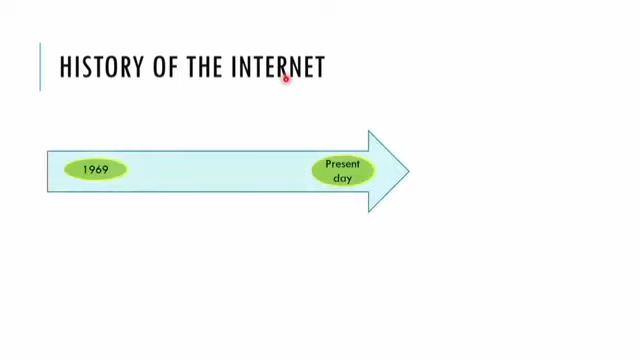 HISTORY OF THE INTERNET
1969
Present
day